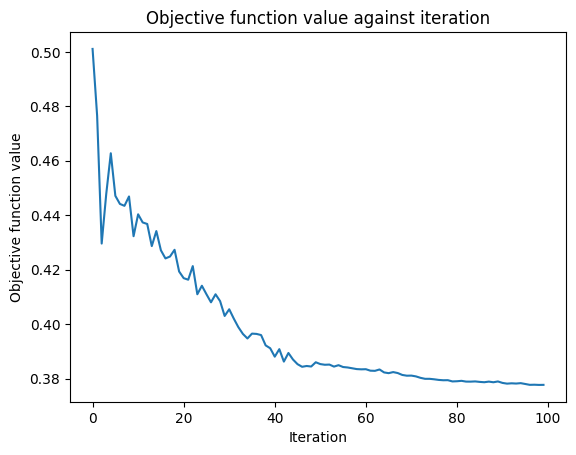 Objective function value against iteration
Objective function value
0.50
0.48
0.46
0.44
0.42
0.40
0.38
0 20 40 60 80 100
Iteration